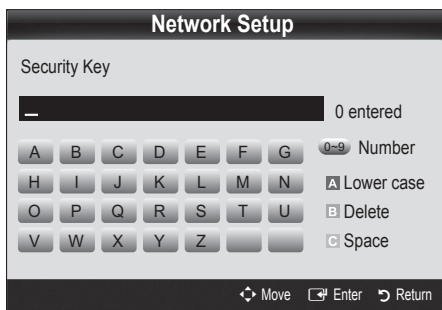 Network Setup
Security Key
_ 0 entered
A B C D E F G 0~9 Number
H I J K L M N A Lower case
O P Q R S T U B Delete
V W X Y Z C Space
Move Enter Return